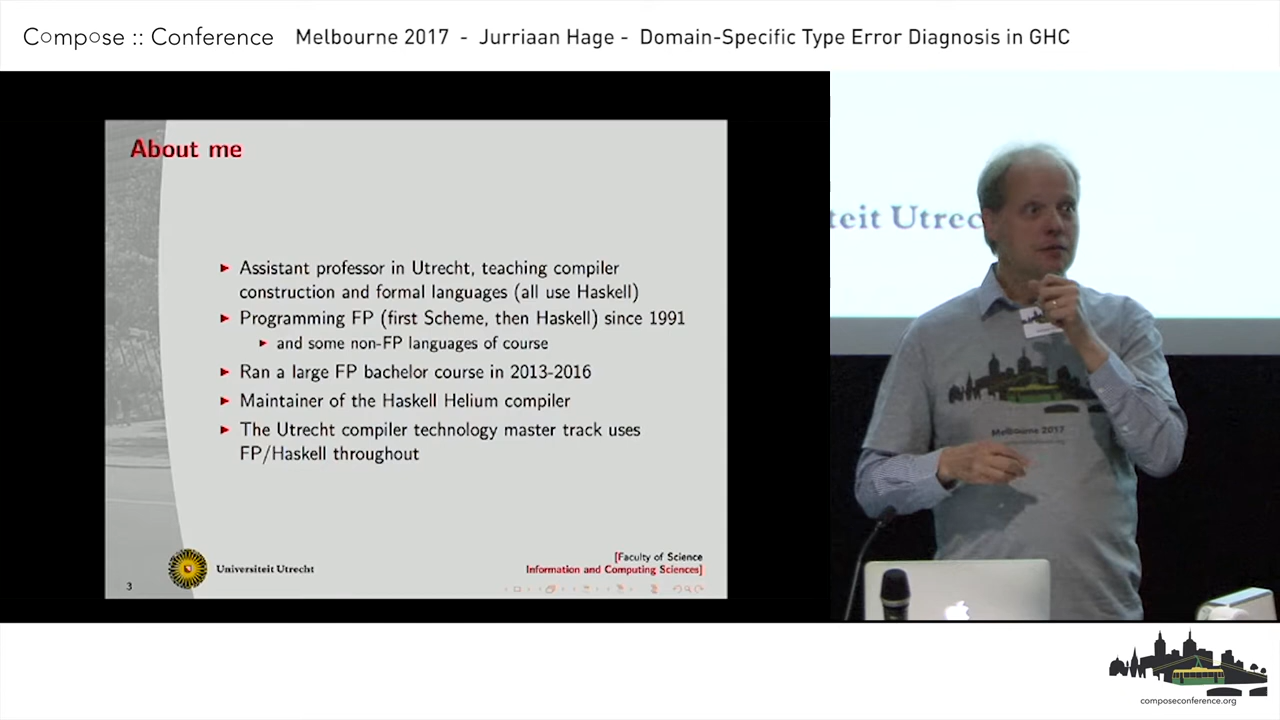 Compose :: Conference Melbourne 2017 - Jurriaan Hage - Domain-Specific Type Error Diagnosis in GHC
About me
▶ Assistant professor in Utrecht, teaching compiler
construction and formal languages (all use Haskell)
▶ Programming FP (first Scheme, then Haskell) since 1991
▶ and some non-FP languages of course
▶ Ran a large FP bachelor course in 2013-2016
▶ Maintainer of the Haskell Helium compiler
▶ The Utrecht compiler technology master track uses
FP/Haskell throughout
3
Universiteit Utrecht
[Faculty of Science
Information and Computing Sciences]
teit Utrec
Melbourne 2017
composeconference.org